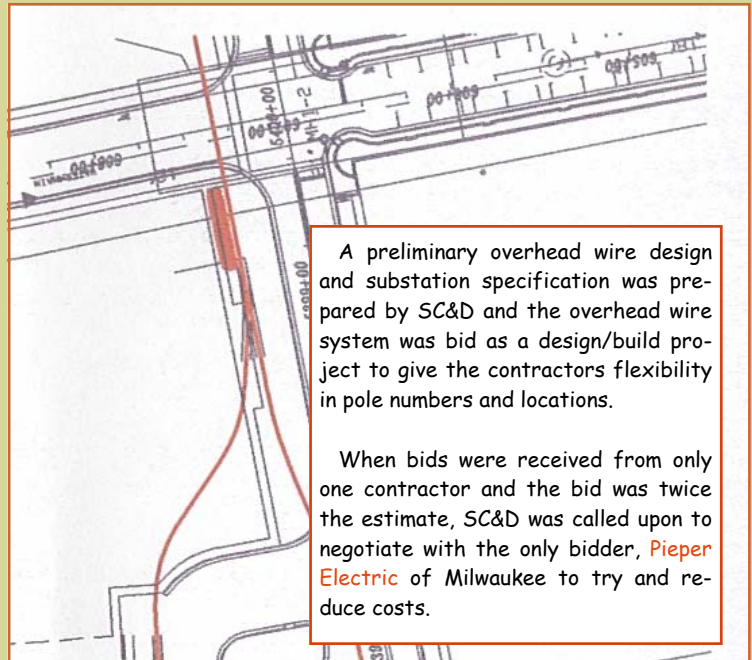 A preliminary overhead wire design
and substation specification was pre-
pared by SC&D and the overhead wire
system was bid as a design/build pro-
ject to give the contractors flexibility
in pole numbers and locations.
When bids were received from only
one contractor and the bid was twice
the estimate, SC&D was called upon to
negotiate with the only bidder, Pieper
Electric of Milwaukee to try and re-
duce costs.